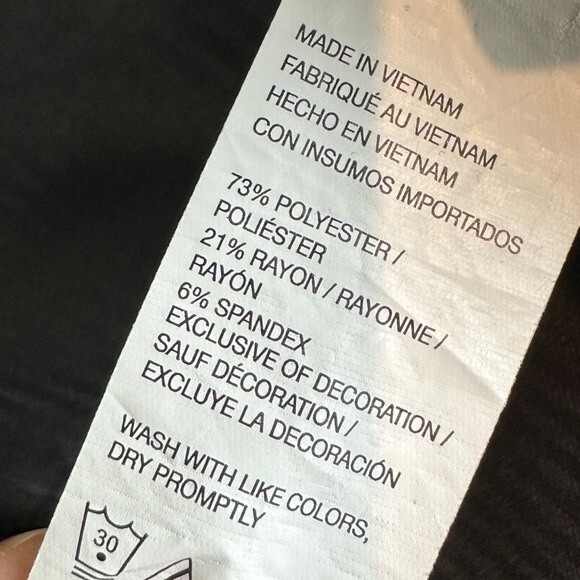 MADE IN VIETNAM
FABRIQUÉ AU VIETNAM
HECHO EN VIETNAM
CON INSUMOS IMPORTADOS
73% POLYESTER /
POLIÉSTER
21% RAYON / RAYONNE /
RAYÓN
6% SPANDEX
EXCLUSIVE OF DECORATION /
SAUF DÉCORATION /
EXCLUYE LA DECORACIÓN
WASH WITH LIKE COLORS,
DRY PROMPTLY
30